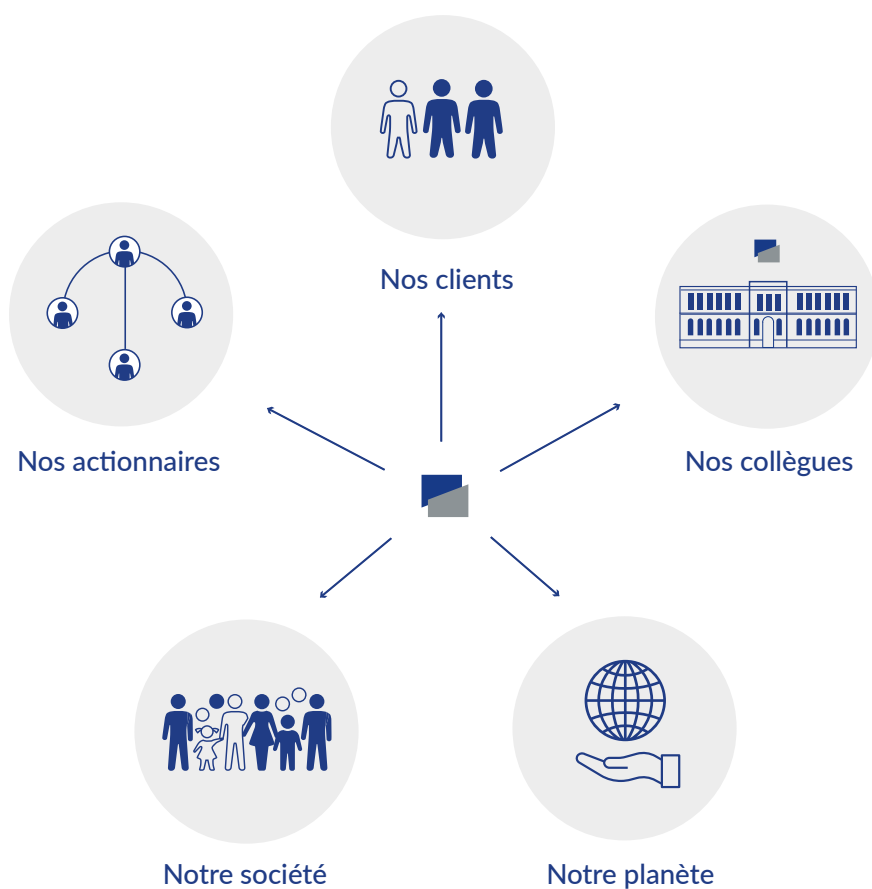 Nos clients
Nos actionnaires
Nos collègues
Notre société
Notre planète